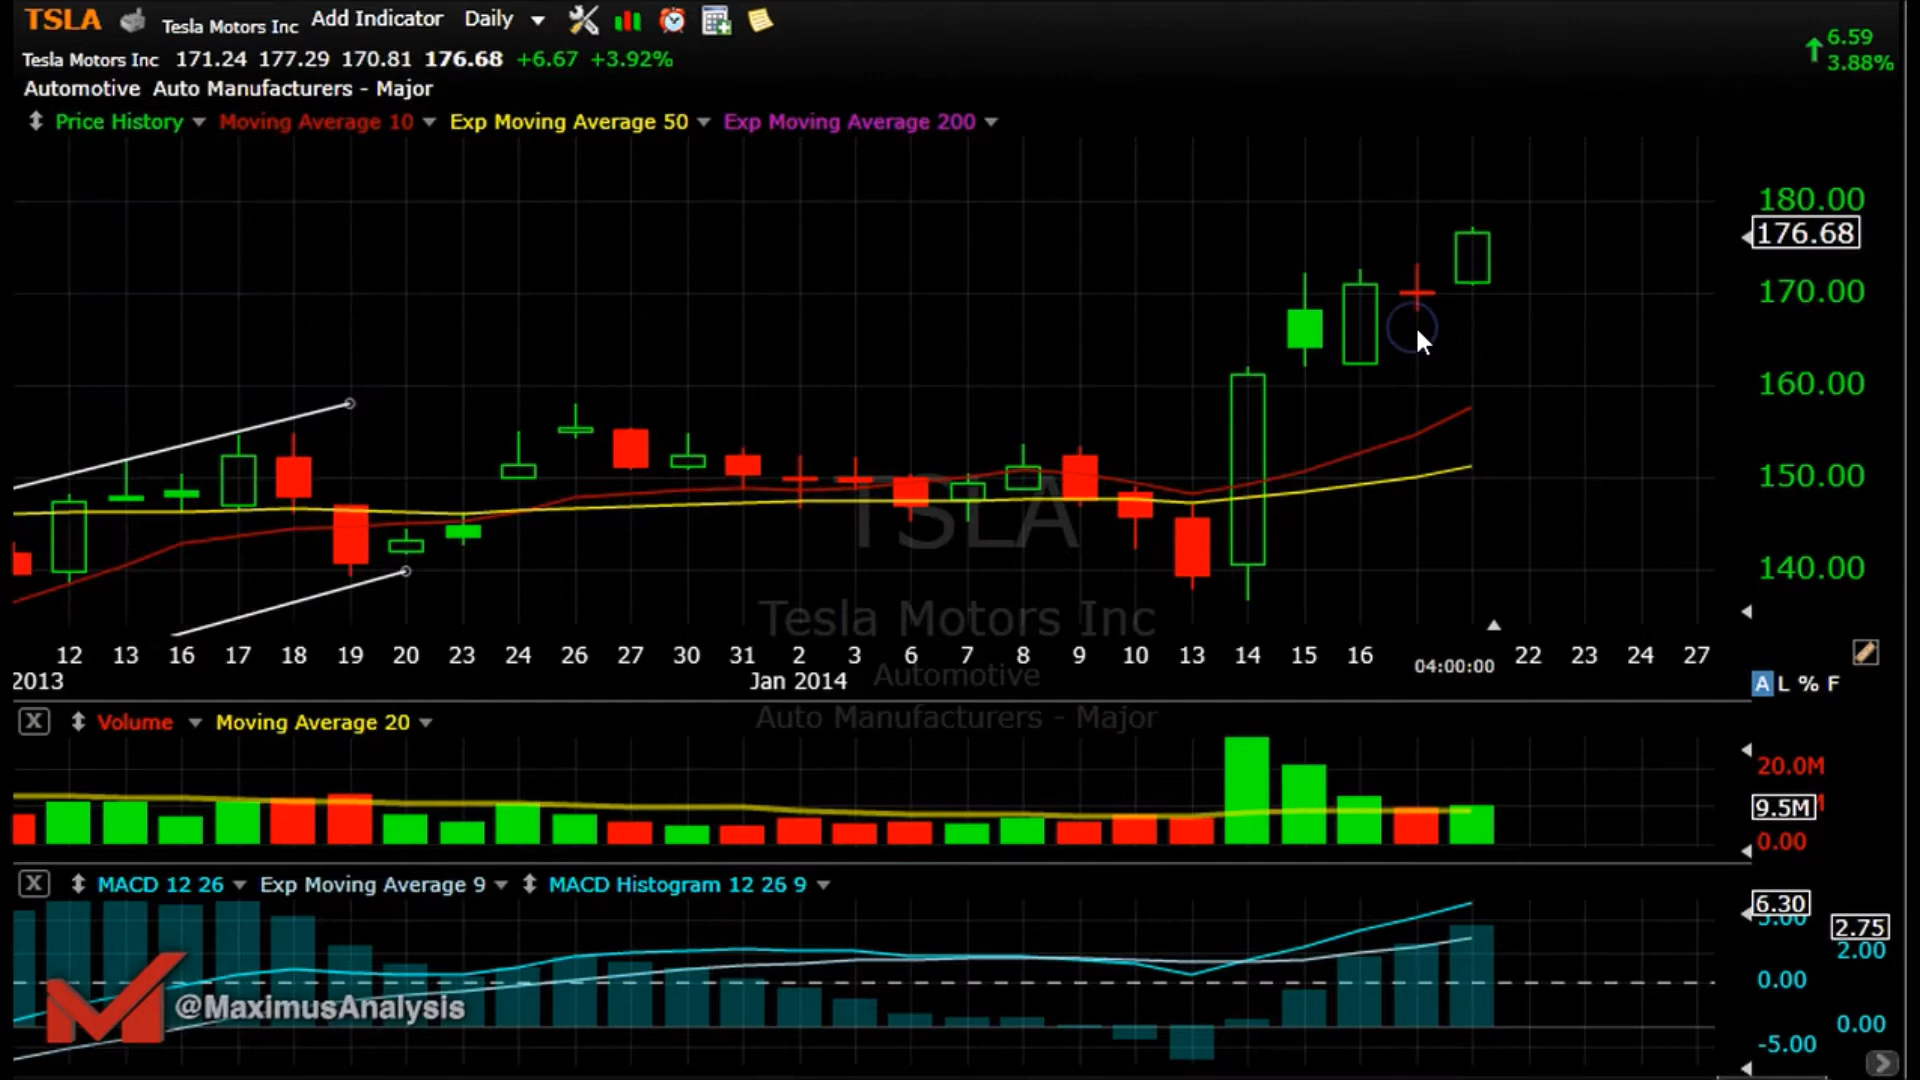 TSLA Tesla Motors Inc Add Indicator Daily
Tesla Motors Inc 171.24 177.29 170.81 176.68 +6.67 +3.92%
6.59
3.88%
Automotive Auto Manufacturers - Major
Price History Moving Average 10 Exp Moving Average 50 Exp Moving Average 200
180.00
176.68
170.00
160.00
150.00
140.00
TSLA
Tesla Motors Inc
Automotive
Auto Manufacturers - Major
12 13 16 17 18 19 20 23 24 26 27 30 31 2 3 6 7 8 9 10 13 14 15 16 04:00:00 22 23 24 27
2013 Jan 2014
A L % F
X Volume Moving Average 20
20.0M
9.5M
0.00
X MACD 12 26 Exp Moving Average 9 MACD Histogram 12 26 9
6.30
5.00
2.75
2.00
0.00
0.00
-5.00
@MaximusAnalysis